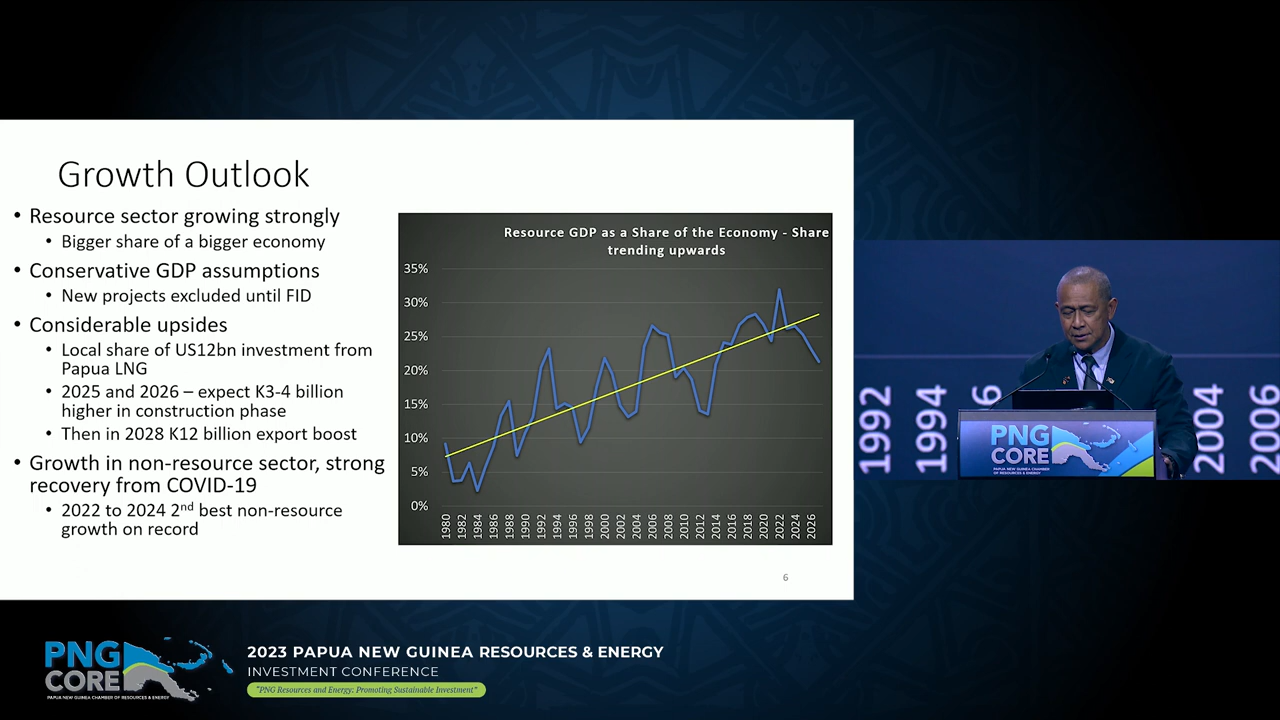 Growth Outlook
• Resource sector growing strongly
• Bigger share of a bigger economy
• Conservative GDP assumptions
• New projects excluded until FID
• Considerable upsides
• Local share of US12bn investment from
Papua LNG
• 2025 and 2026 – expect K3-4 billion
higher in construction phase
• Then in 2028 K12 billion export boost
• Growth in non-resource sector, strong
recovery from COVID-19
• 2022 to 2024 2nd best non-resource
growth on record
Resource GDP as a Share of the Economy - Share
trending upwards
35%
30%
25%
20%
15%
10%
5%
0%
1980 1982 1984 1986 1988 1990 1992 1994 1996 1998 2000 2002 2004 2006 2008 2010 2012 2014 2016 2018 2020 2022 2024 2026
6
1992 1994 6 2004 2006
PNG
CORE
PAPUA NEW GUINEA CHAMBER
OF RESOURCES & ENERGY
PNG
CORE
PAPUA NEW GUINEA CHAMBER OF RESOURCES & ENERGY
2023 PAPUA NEW GUINEA RESOURCES & ENERGY
INVESTMENT CONFERENCE
"PNG Resources and Energy: Promoting Sustainable Investment"